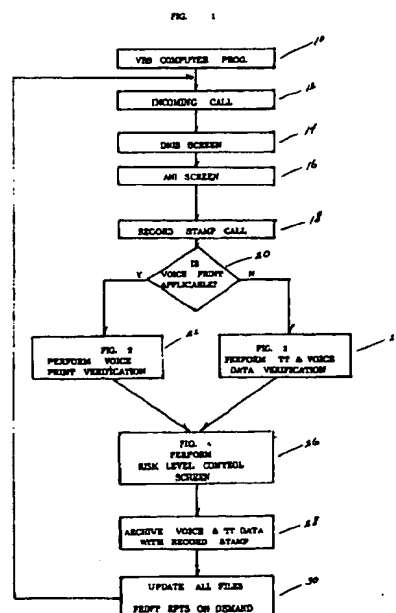 FIG. 1
VRS COMPUTER PROG.
10
INCOMING CALL
12
DNIS SCREEN
14
ANI SCREEN
16
RECORD STAMP CALL
18
IS
VOICE PRINT
APPLICABLE?
20
Y
N
FIG. 2
PERFORM VOICE
PRINT VERIFICATION
22
FIG. 3
PERFORM TT & VOICE
DATA VERIFICATION
2
FIG. 4
PERFORM
RISK LEVEL CONTROL
SCREEN
26
ARCHIVE VOICE & TT DATA
WITH RECORD STAMP
28
UPDATE ALL FILES
PRINT RPTS ON DEMAND
30